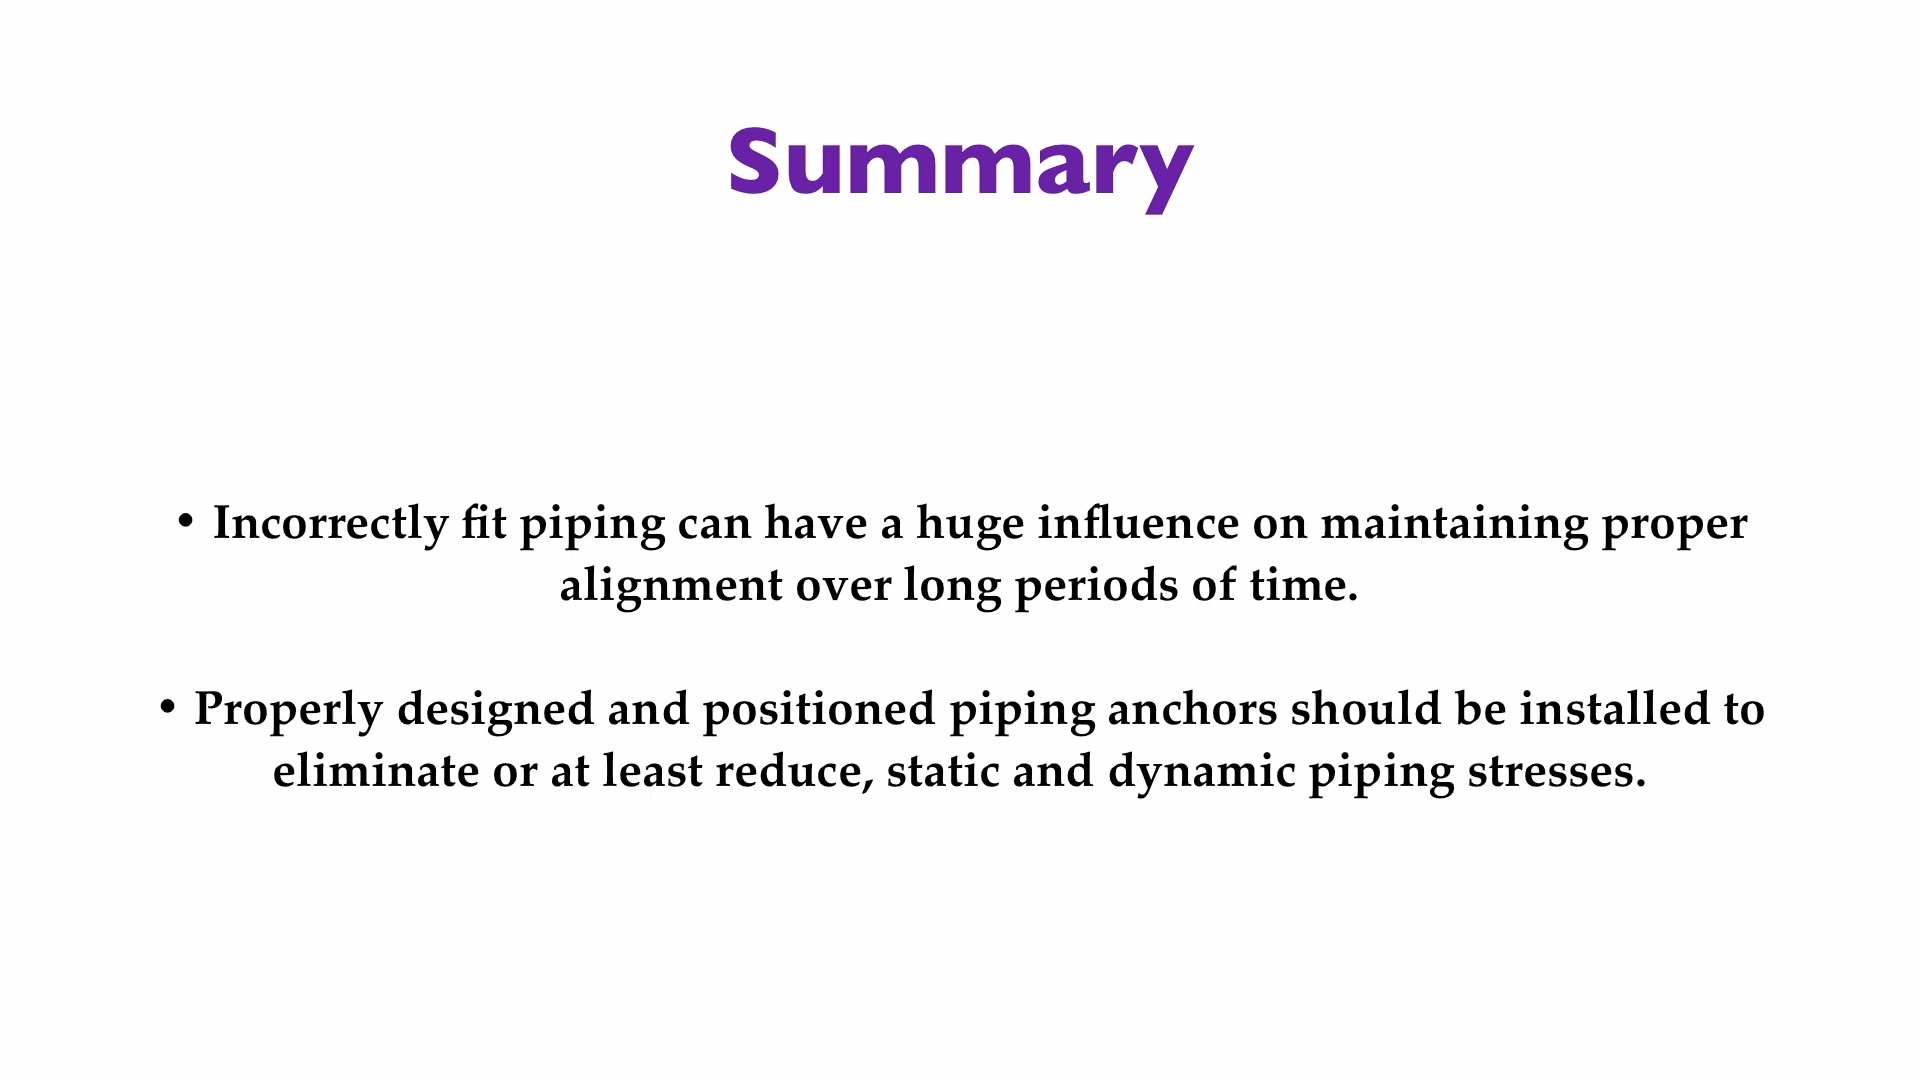 Summary
• Incorrectly fit piping can have a huge influence on maintaining proper
alignment over long periods of time.
• Properly designed and positioned piping anchors should be installed to
eliminate or at least reduce, static and dynamic piping stresses.